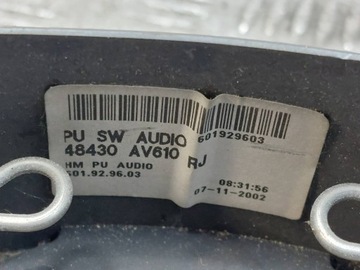 601929603
PU SW AUDIO
48430 AV610 RJ
HM PU AUDIO
601.92.96.03
08:31:56
07-11-2002